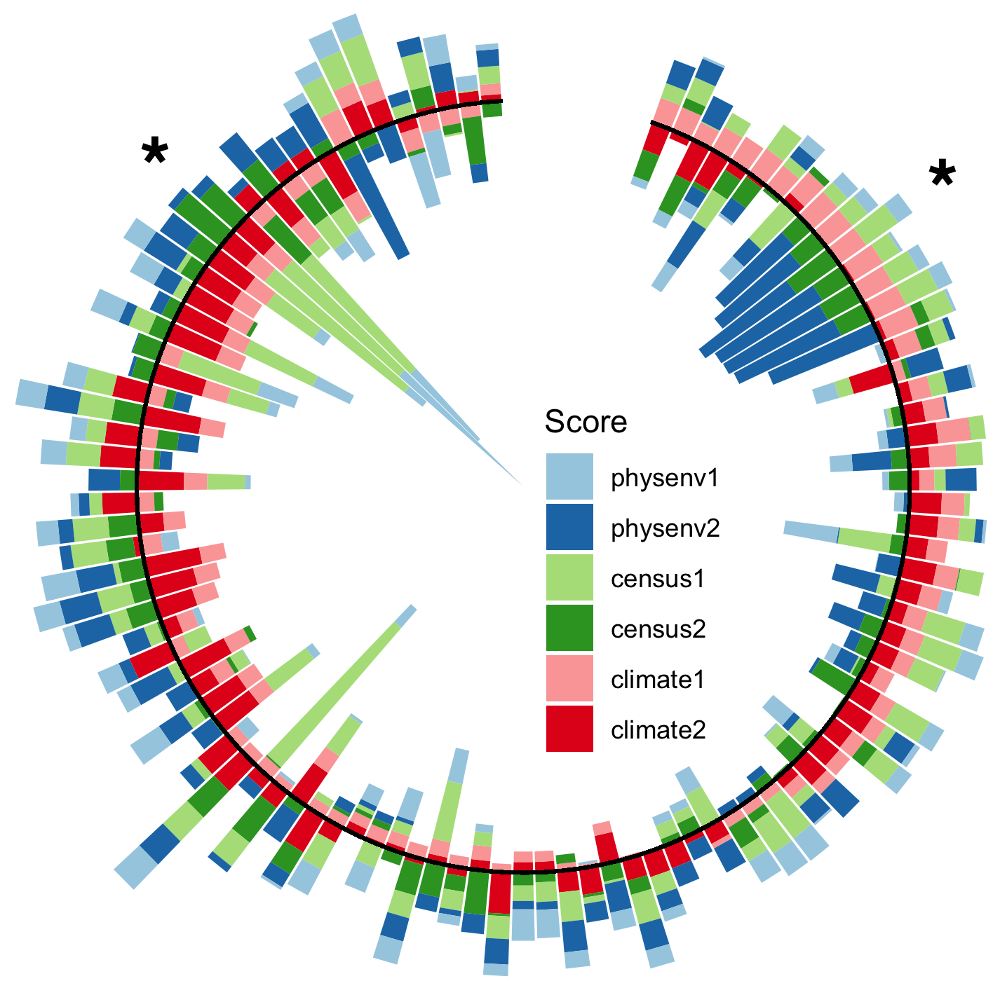 *
*
Score
physenv1
physenv2
census1
census2
climate1
climate2